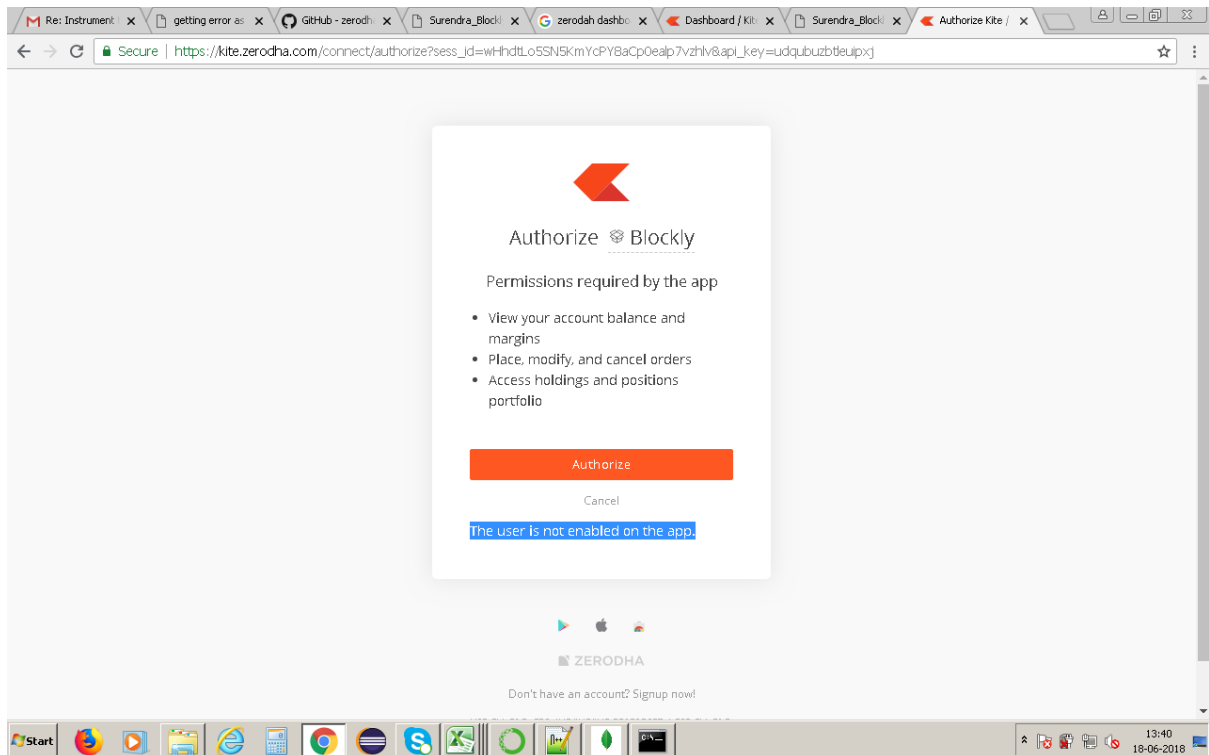 Re: Instrument
getting error as
GitHub - zerodh
Surendra_Blockl
zerodah dashbo
Dashboard / Kite
Surendra_Blockl
Authorize Kite /
Secure | https://kite.zerodha.com/connect/authorize?sess_id=wHhdtLo5SN5KmYcPY8aCp0ealp7vzhlv&api_key=udqubuzbtleuipxj
Authorize Blockly
Permissions required by the app
• View your account balance and
margins
• Place, modify, and cancel orders
• Access holdings and positions
portfolio
Authorize
Cancel
The user is not enabled on the app.
ZERODHA
Don't have an account? Signup now!
Start
13:40
18-06-2018